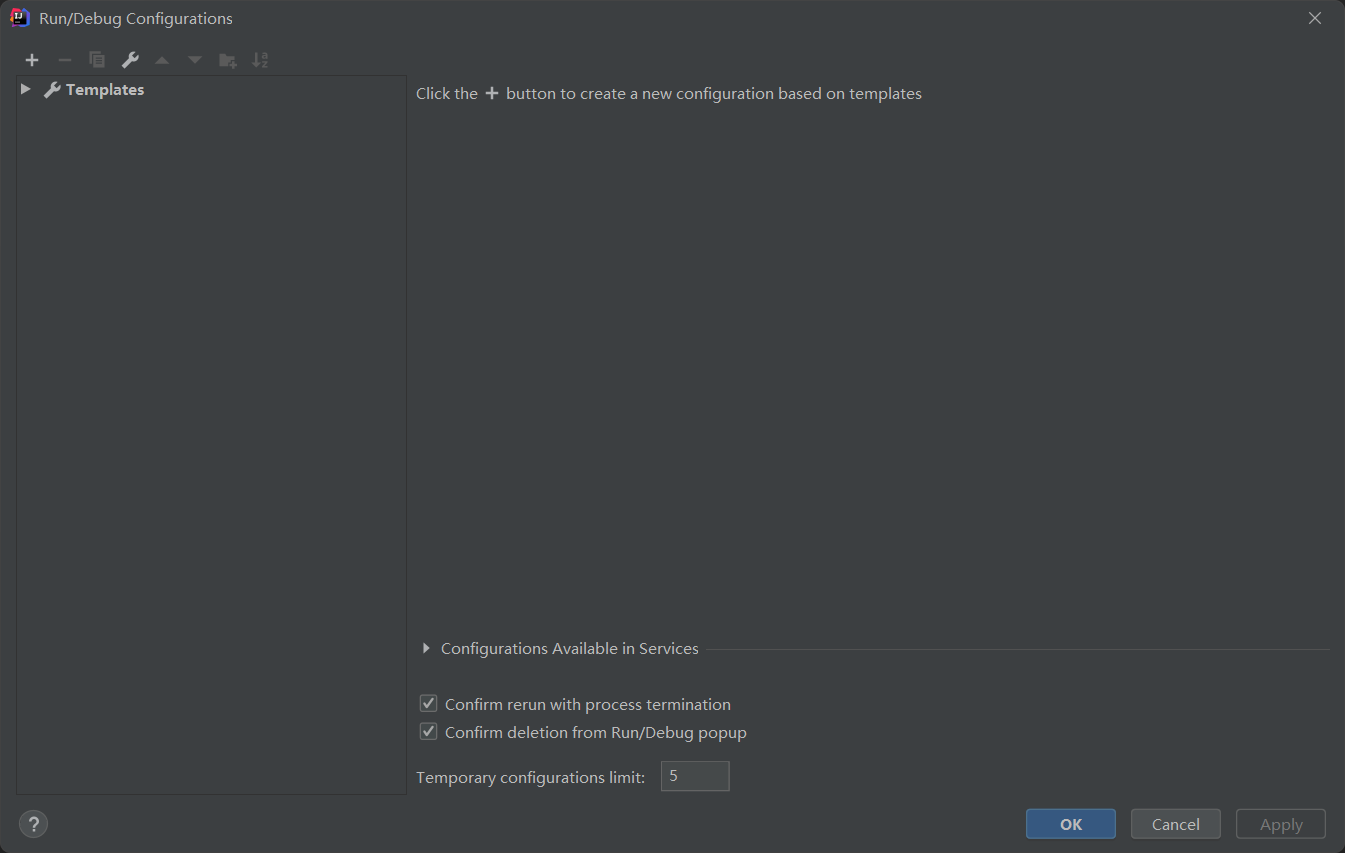 Run/Debug Configurations
Templates
Click the + button to create a new configuration based on templates
Configurations Available in Services
Confirm rerun with process termination
Confirm deletion from Run/Debug popup
Temporary configurations limit: 5
?
OK Cancel Apply